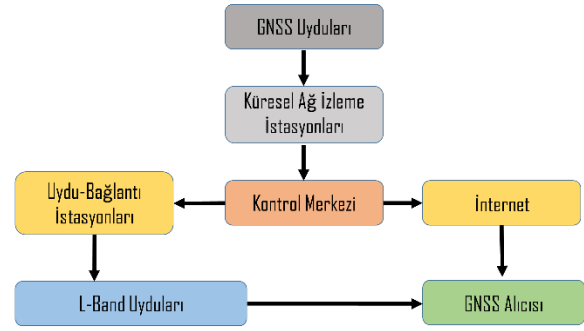 GNSS Uyduları
Küresel Ağ İzleme
İstasyonları
Uydu-Bağlantı
İstasyonları
Kontrol Merkezi
İnternet
L-Band Uyduları
GNSS Alıcısı